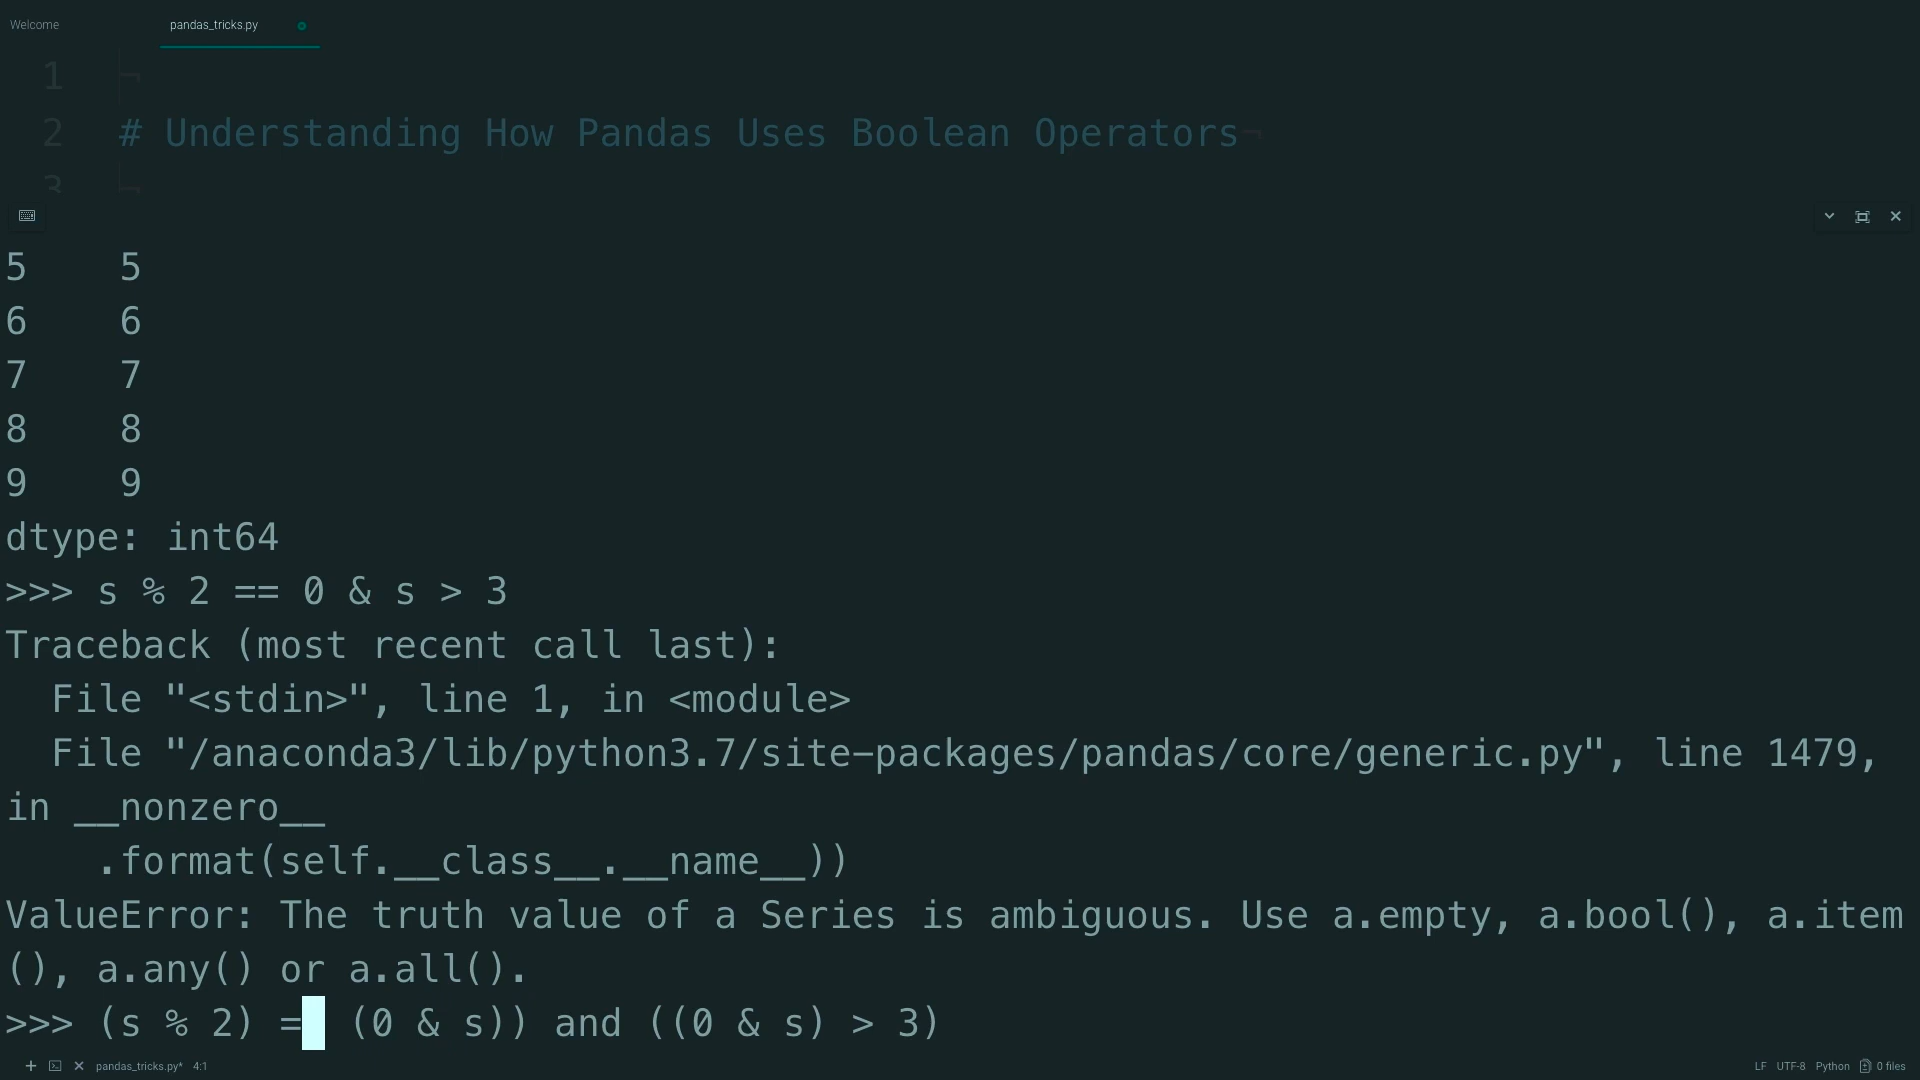 Welcome
pandas_tricks.py
1
2 # Understanding How Pandas Uses Boolean Operators
3
5 5
6 6
7 7
8 8
9 9
dtype: int64
>>> s % 2 == 0 & s > 3
Traceback (most recent call last):
File "<stdin>", line 1, in <module>
File "/anaconda3/lib/python3.7/site-packages/pandas/core/generic.py", line 1479,
in __nonzero__
.format(self.__class__.__name__))
ValueError: The truth value of a Series is ambiguous. Use a.empty, a.bool(), a.item
(), a.any() or a.all().
>>> (s % 2) = (0 & s)) and ((0 & s) > 3)
pandas_tricks.py* 4:1 LF UTF-8 Python 0 files